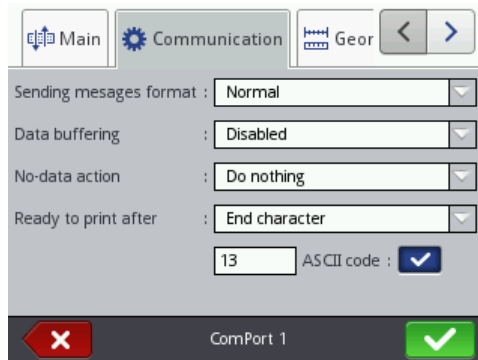 Main Communication Geor
Sending mesages format : Normal
Data buffering : Disabled
No-data action : Do nothing
Ready to print after : End character
13 ASCII code :
ComPort 1